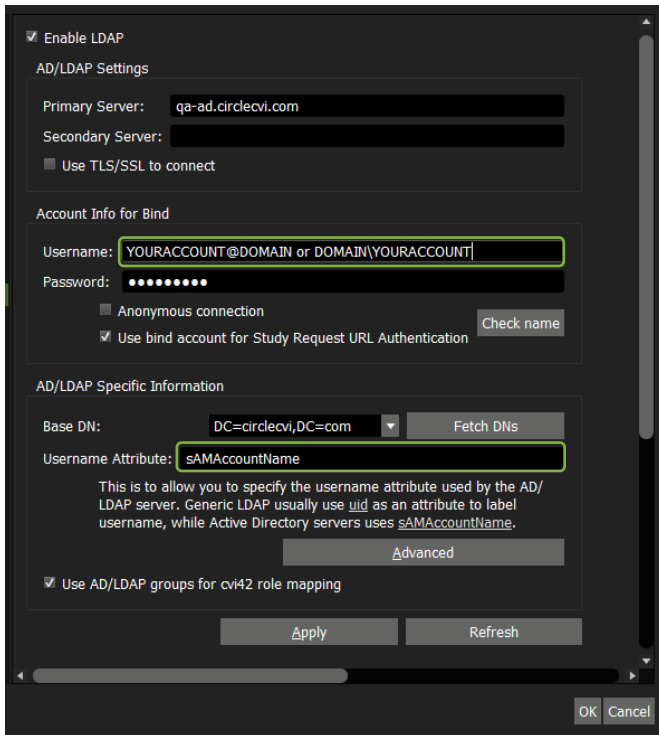 Enable LDAP
AD/LDAP Settings
Primary Server: qa-ad.circlecvi.com
Secondary Server:
Use TLS/SSL to connect
Account Info for Bind
Username: YOURACCOUNT@DOMAIN or DOMAIN\YOURACCOUNT
Password: ●●●●●●●●●
Anonymous connection
Check name
Use bind account for Study Request URL Authentication
AD/LDAP Specific Information
Base DN: DC=circlecvi,DC=com Fetch DNs
Username Attribute: sAMAccountName
This is to allow you to specify the username attribute used by the AD/
LDAP server. Generic LDAP usually use uid as an attribute to label
username, while Active Directory servers uses sAMAccountName.
Advanced
Use AD/LDAP groups for cvi42 role mapping
Apply Refresh
OK Cancel